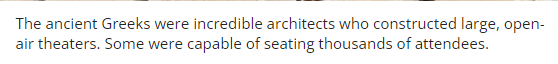 The ancient Greeks were incredible architects who constructed large, open-
air theaters. Some were capable of seating thousands of attendees.